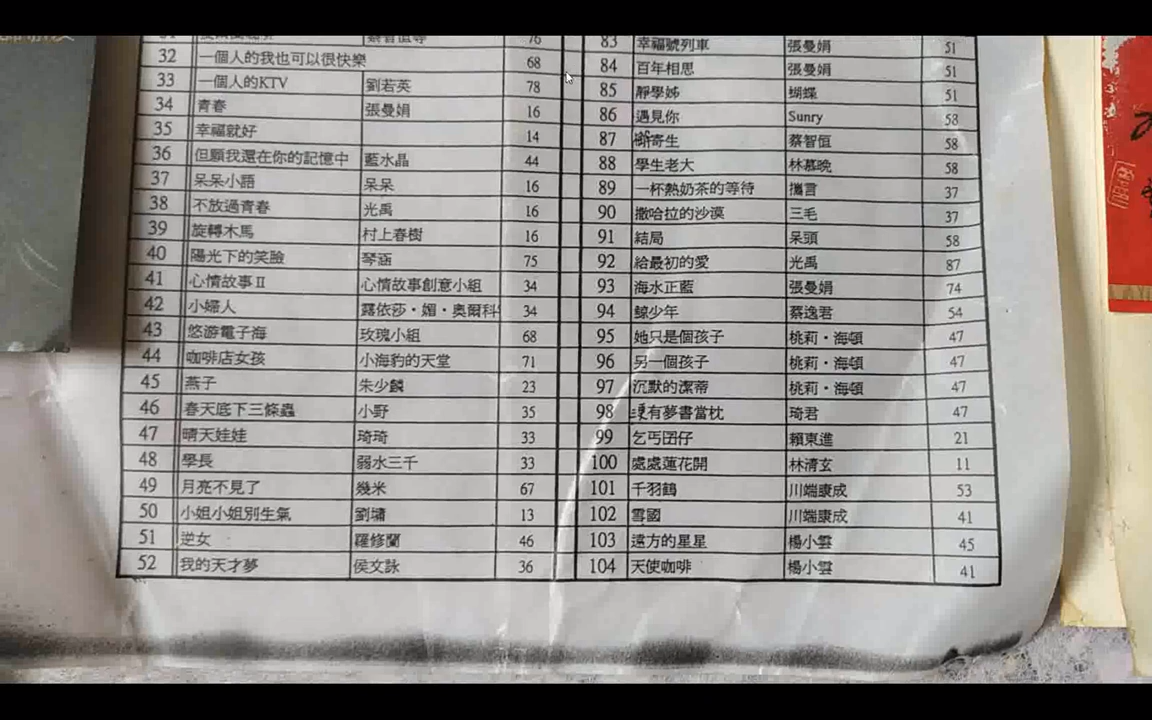 32 一個人的我也可以很快樂 68
33 一個人的KTV 劉若英 78
34 青春 張曼娟 16
35 幸福就好 14
36 但願我還在你的記憶中 藍水晶 44
37 呆呆小語 呆呆 16
38 不放過青春 光禹 16
39 旋轉木馬 村上春樹 16
40 陽光下的笑臉 琴涵 75
41 心情故事Ⅱ 心情故事創意小組 34
42 小婦人 露依莎·媚·奧爾科 34
43 悠游電子海 玫瑰小組 68
44 咖啡店女孩 小海豹的天堂 71
45 燕子 朱少麟 23
46 春天底下三條蟲 小野 35
47 晴天娃娃 琦琦 33
48 學長 弱水三千 33
49 月亮不見了 幾米 67
50 小姐小姐別生氣 劉墉 13
51 逆女 46
52 我的天才夢 侯文詠 36
83 幸福號列車 張曼娟 51
84 百年相思 張曼娟 51
85 靜學姊 蝴蝶 51
86 遇見你 Sunry 58
87 檞寄生 蔡智恒 58
88 學生老大 林慕晚 58
89 一杯熱奶茶的等待 攜言 37
90 撒哈拉的沙漠 三毛 37
91 結局 呆頭 58
92 給最初的愛 光禹 87
93 海水正藍 張曼娟 74
94 鯨少年 蔡逸君 54
95 她只是個孩子 桃莉·海頓 47
96 另一個孩子 桃莉·海頓 47
97 沉默的潔蒂 桃莉·海頓 47
98 有夢書當枕 琦君 47
99 乞丐囝仔 賴東進 21
100 處處蓮花開 林清玄 11
101 千羽鶴 川端康成 53
102 雪國 川端康成 41
103 遠方的星星 楊小雲 45
104 天使咖啡 楊小雲 41